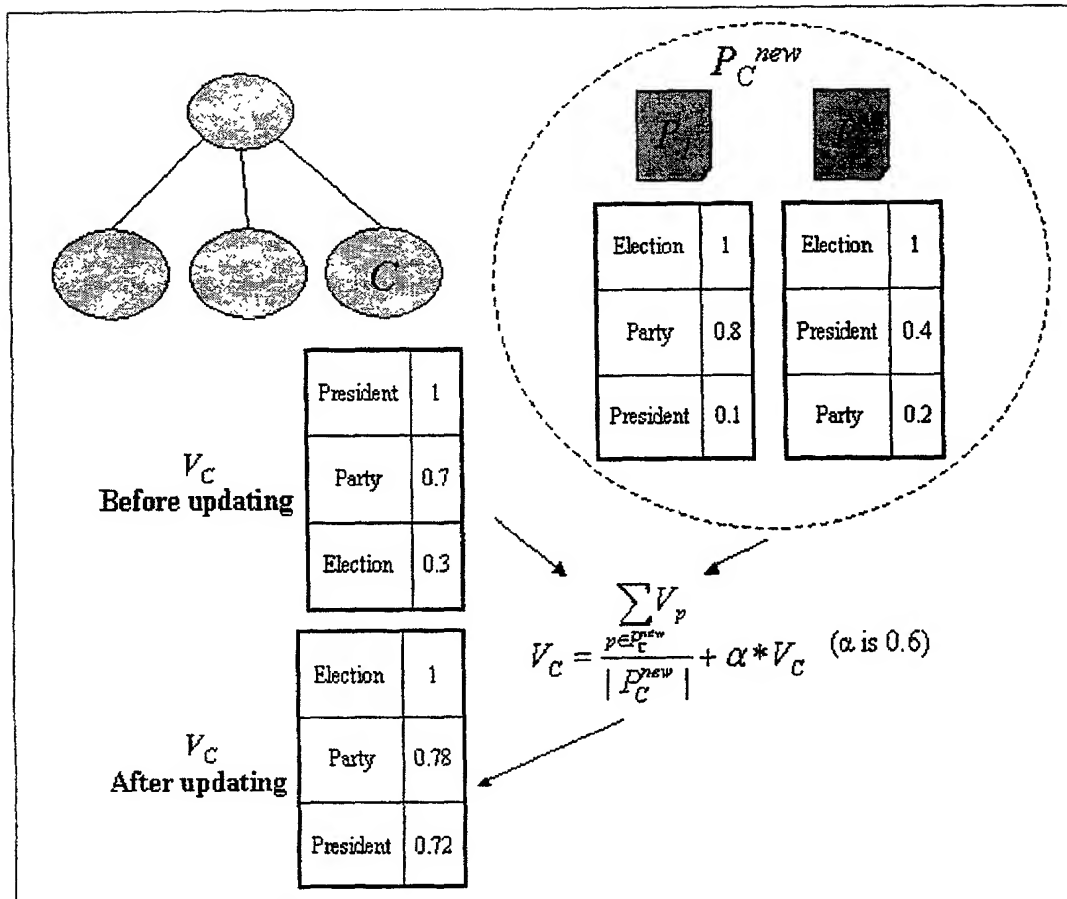 P_C^new
P_1
C
Election 1
Party 0.8
President 0.1
Election 1
President 0.4
Party 0.2
V_C
Before updating
President 1
Party 0.7
Election 0.3
V_C = ∑_{p∈P_C^new} V_p / | P_C^new | + α * V_C (α is 0.6)
V_C
After updating
Election 1
Party 0.78
President 0.72